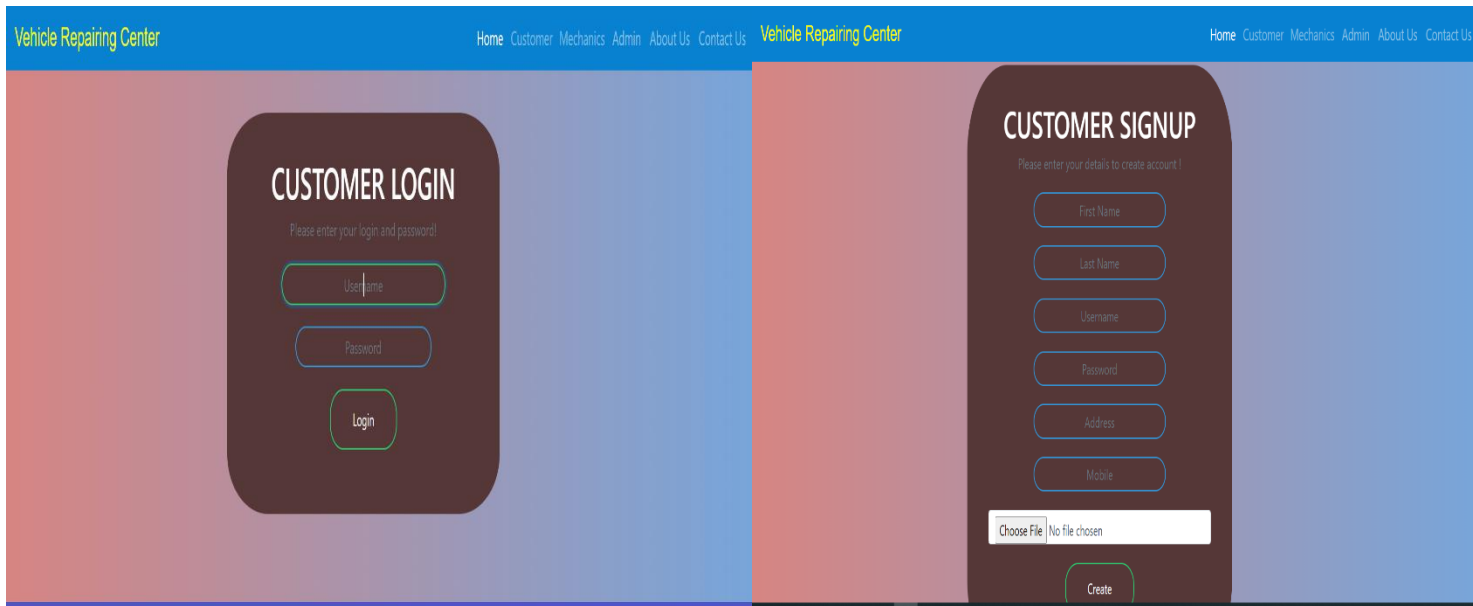 Vehicle Repairing Center
Home Customer Mechanics Admin About Us Contact Us
CUSTOMER LOGIN
Please enter your login and password!
Username
Password
Login
Vehicle Repairing Center
Home Customer Mechanics Admin About Us Contact Us
CUSTOMER SIGNUP
Please enter your details to create account !
First Name
Last Name
Username
Password
Address
Mobile
Choose File No file chosen
Create